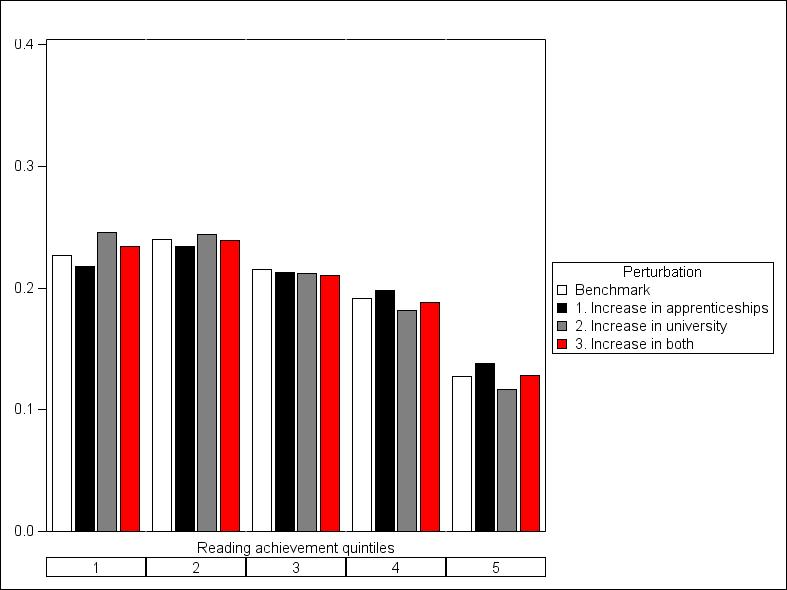 0.4
0.3
0.2
0.1
0.0
Reading achievement quintiles
1 2 3 4 5
Perturbation
Benchmark
1. Increase in apprenticeships
2. Increase in university
3. Increase in both